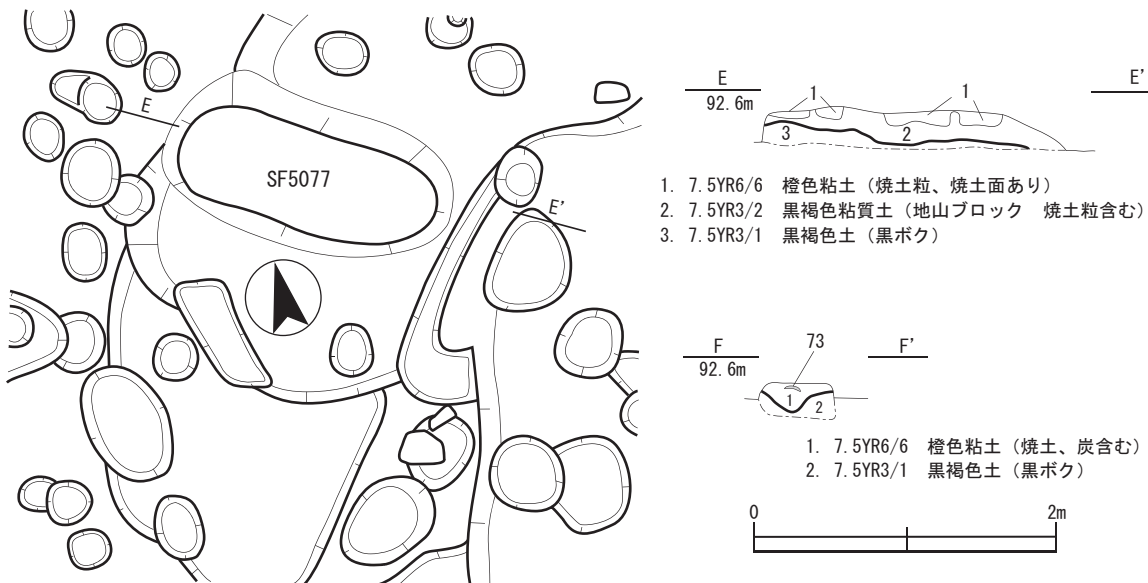 E
SF5077
E'
E
92.6m
E'
1
1
3
2
1. 7.5YR6/6 橙色粘土（焼土粒、焼土面あり）
2. 7.5YR3/2 黒褐色粘質土（地山ブロック 焼土粒含む）
3. 7.5YR3/1 黒褐色土（黒ボク）
F
92.6m
73
F'
1
2
1. 7.5YR6/6 橙色粘土（焼土、炭含む）
2. 7.5YR3/1 黒褐色土（黒ボク）
0
2m